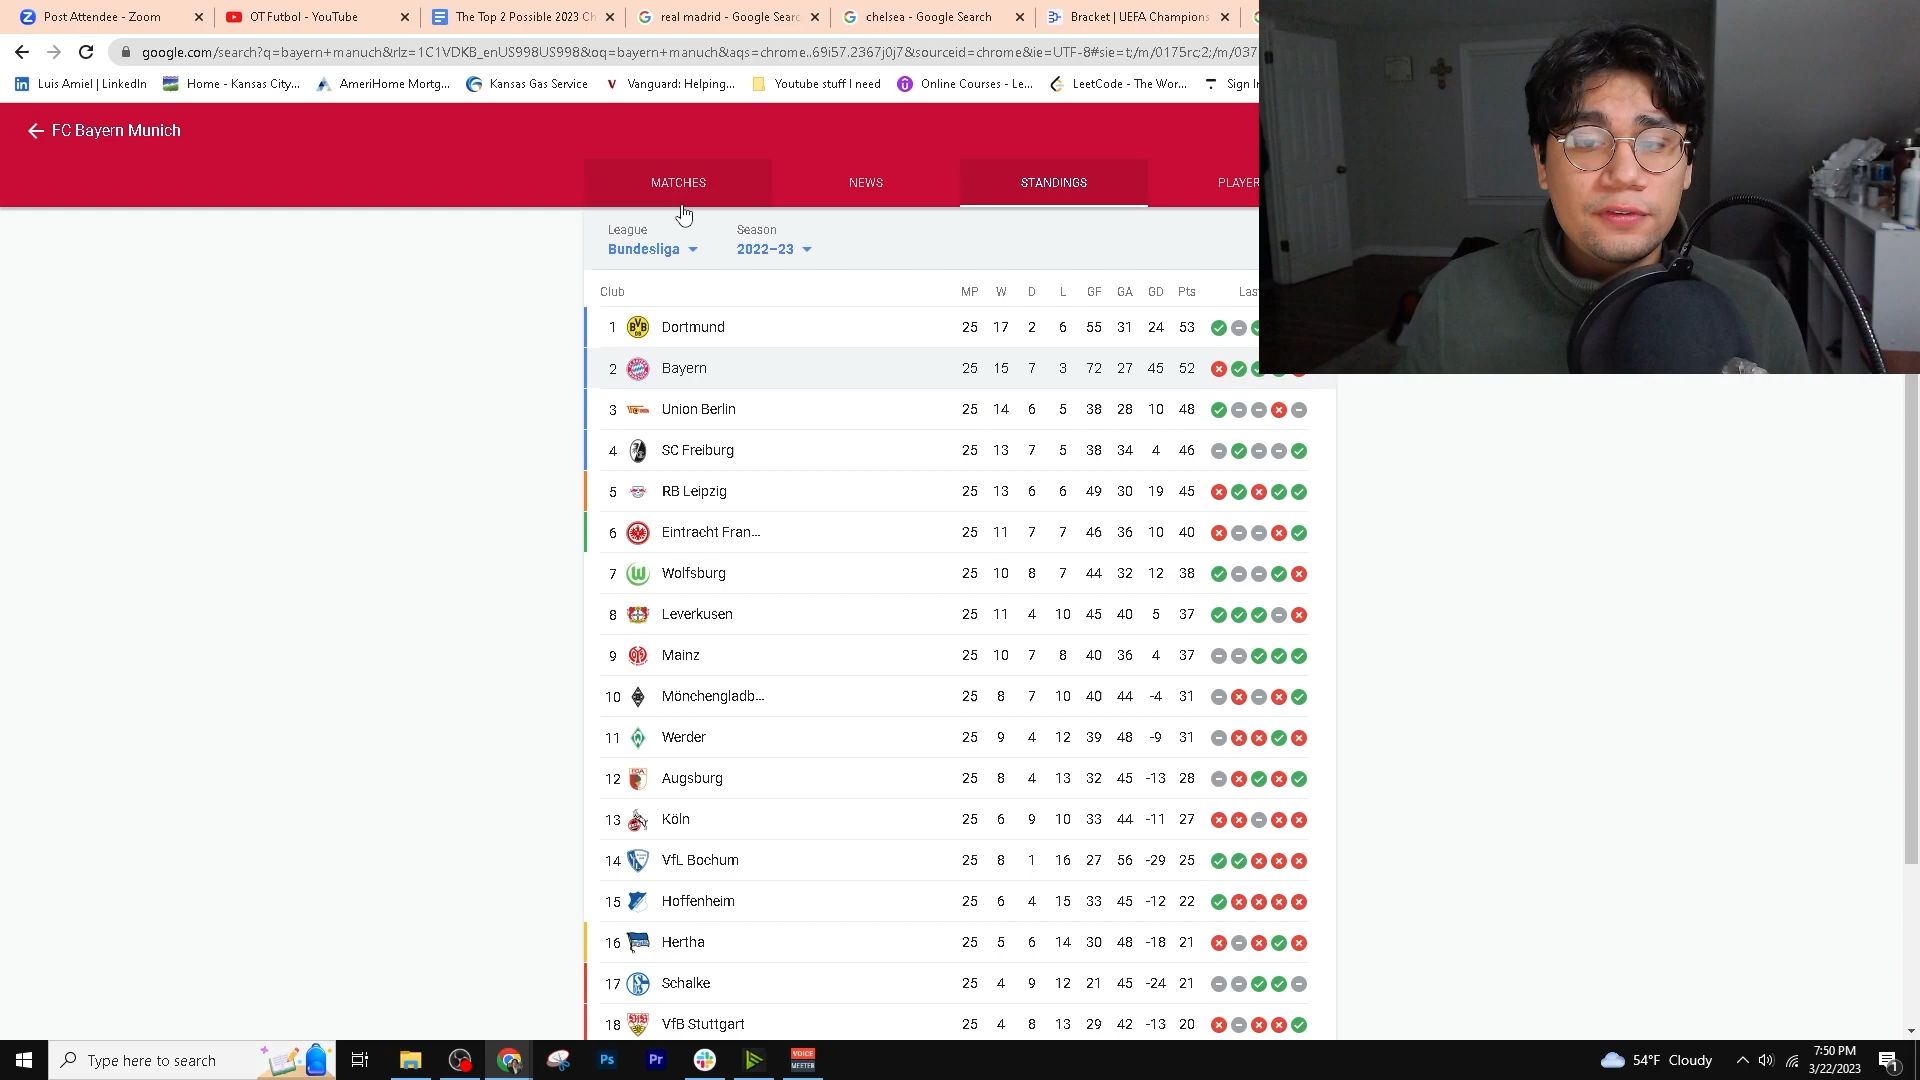 Post Attendee - Zoom
OT Futbol - YouTube
The Top 2 Possible 2023 Ch
real madrid - Google Searc
chelsea - Google Search
Bracket | UEFA Champions
google.com/search?q=bayern+manuch&rlz=1C1VDKB_enUS998US998&oq=bayern+manuch&aqs=chrome..69i57.2367j0j7&sourceid=chrome&ie=UTF-8#sie=t;/m/0175rc;2;/m/037
Luis Amiel | LinkedIn
Home - Kansas City...
AmeriHome Mortg...
Kansas Gas Service
Vanguard: Helping...
Youtube stuff I need
Online Courses - Le...
LeetCode - The Wor...
Sign In
FC Bayern Munich
MATCHES NEWS STANDINGS PLAYER
League Season
Bundesliga 2022–23
Club MP W D L GF GA GD Pts Las
1 Dortmund 25 17 2 6 55 31 24 53
2 Bayern 25 15 7 3 72 27 45 52
3 Union Berlin 25 14 6 5 38 28 10 48
4 SC Freiburg 25 13 7 5 38 34 4 46
5 RB Leipzig 25 13 6 6 49 30 19 45
6 Eintracht Fran... 25 11 7 7 46 36 10 40
7 Wolfsburg 25 10 8 7 44 32 12 38
8 Leverkusen 25 11 4 10 45 40 5 37
9 Mainz 25 10 7 8 40 36 4 37
10 Mönchengladb... 25 8 7 10 40 44 -4 31
11 Werder 25 9 4 12 39 48 -9 31
12 Augsburg 25 8 4 13 32 45 -13 28
13 Köln 25 6 9 10 33 44 -11 27
14 VfL Bochum 25 8 1 16 27 56 -29 25
15 Hoffenheim 25 6 4 15 33 45 -12 22
16 Hertha 25 5 6 14 30 48 -18 21
17 Schalke 25 4 9 12 21 45 -24 21
18 VfB Stuttgart 25 4 8 13 29 42 -13 20
Type here to search
Ps
Pr
VOICE
MEETER
54°F Cloudy
7:50 PM
3/22/2023
1